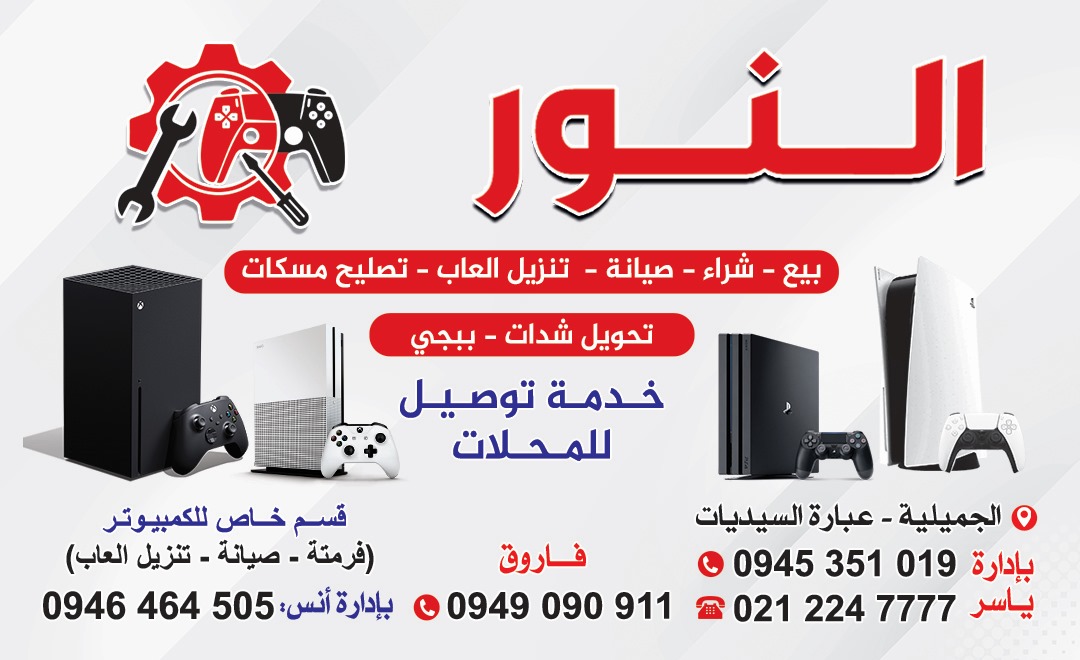 النور
بيع - شراء - صيانة - تنزيل العاب - تصليح مسكات
تحويل شدات - ببجي
خدمة توصيل
للمحلات
الجميلية - عبارة السيديات
بإدارة ياسر
0945 351 019
021 224 7777
فاروق
0949 090 911
قسم خاص للكمبيوتر
(فرمتة - صيانة - تنزيل العاب)
بإدارة أنس: 0946 464 505